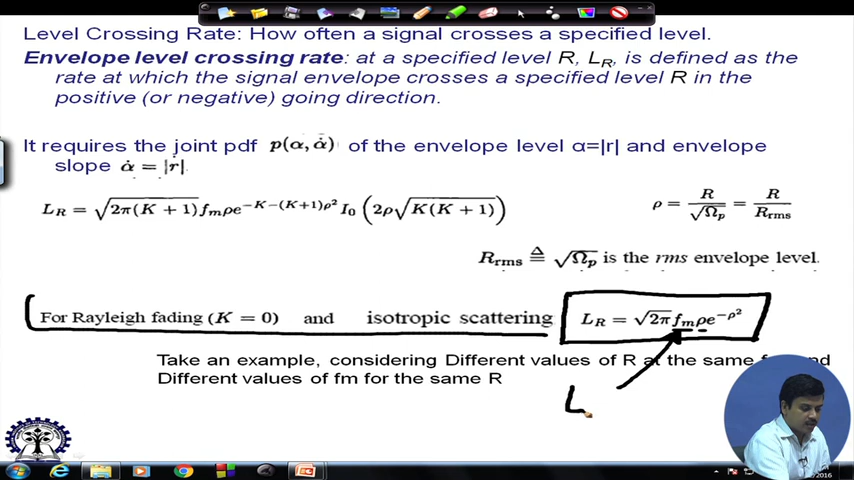 Level Crossing Rate: How often a signal crosses a specified level.
Envelope level crossing rate: at a specified level R, L_R, is defined as the
rate at which the signal envelope crosses a specified level R in the
positive (or negative) going direction.
It requires the joint pdf p(α, α̇) of the envelope level α=|r| and envelope
slope α̇ = |r|.
L_R = √(2π(K + 1)) f_m ρe^{−K−(K+1)ρ²} I_0 (2ρ√(K(K + 1))) ρ = R/√Ω_p = R/R_rms
R_rms ≜ √Ω_p is the rms envelope level.
For Rayleigh fading (K = 0) and isotropic scattering L_R = √2π f_m ρe^{−ρ²}
Take an example, considering Different values of R at the same and
Different values of fm for the same R
L